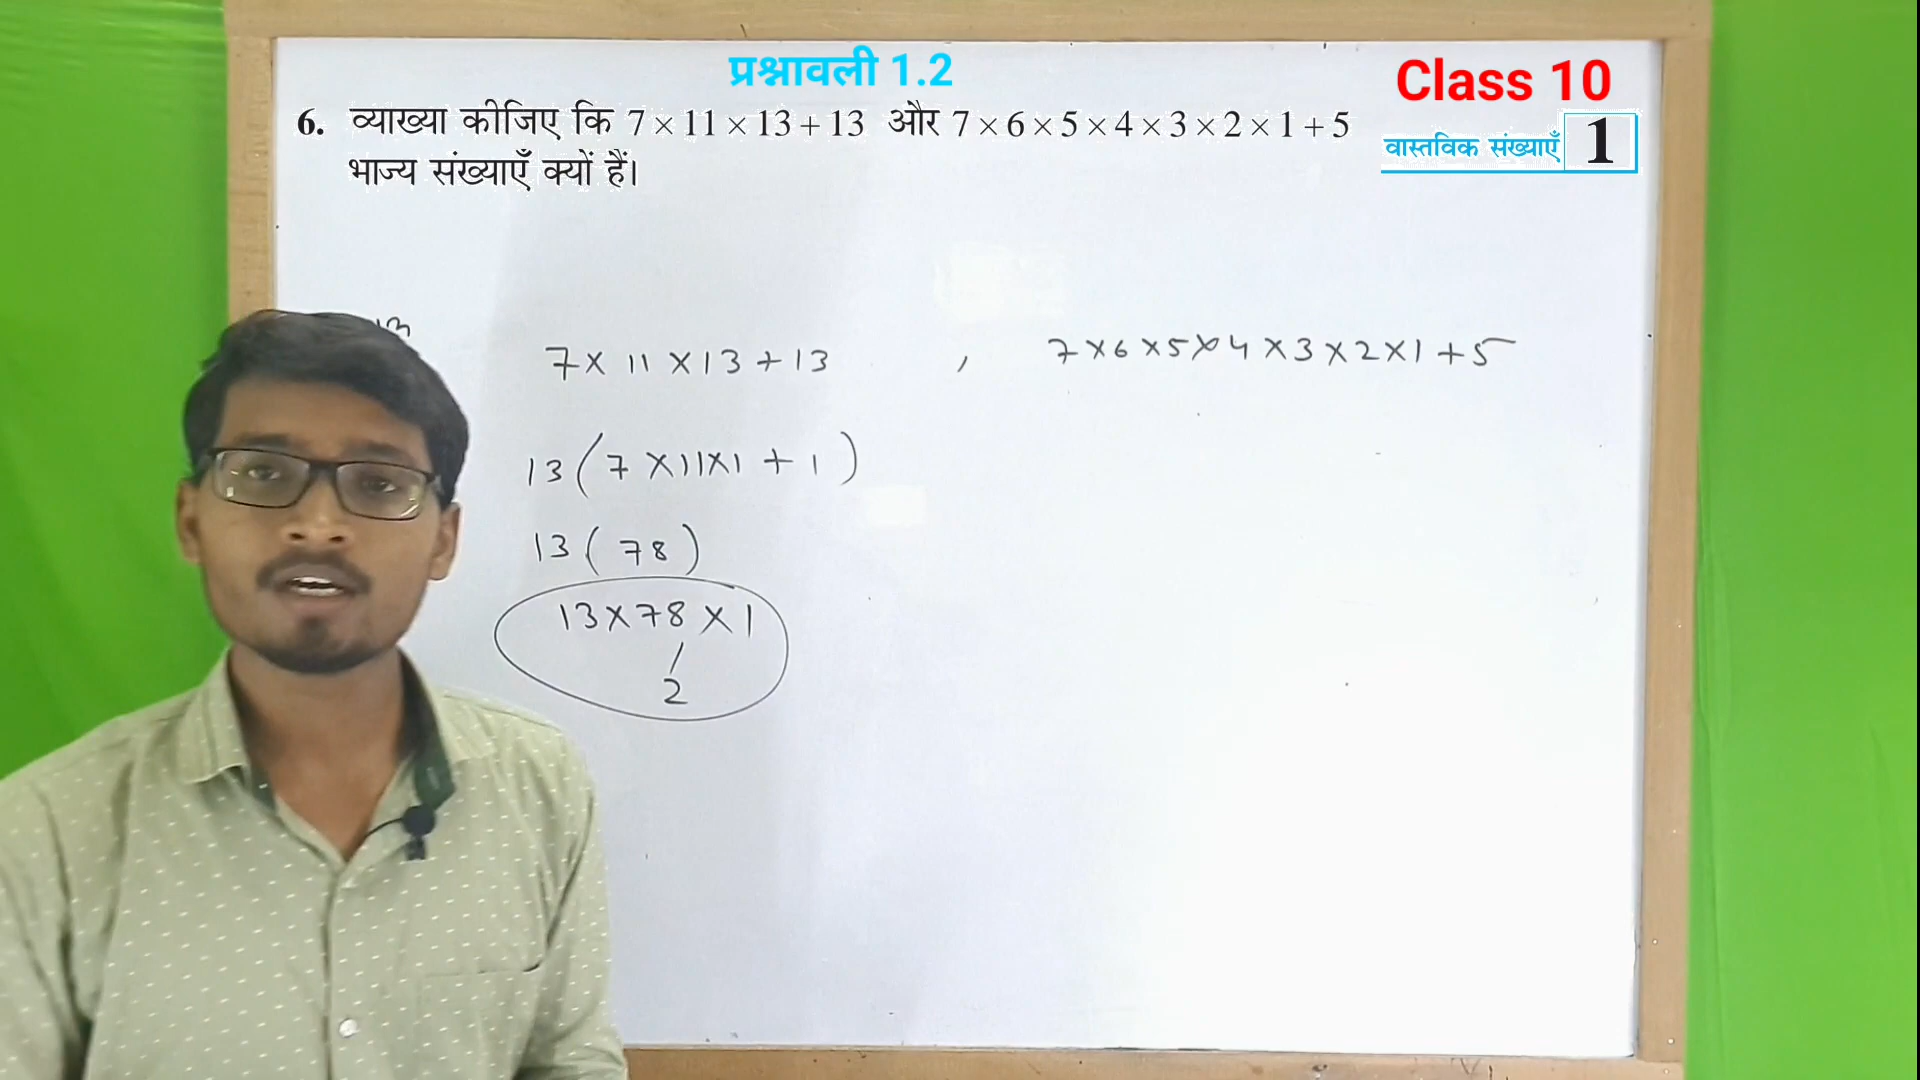 प्रश्नावली 1.2
Class 10
6. व्याख्या कीजिए कि 7 × 11 × 13 + 13 और 7 × 6 × 5 × 4 × 3 × 2 × 1 + 5
भाज्य संख्याएँ क्यों हैं।
वास्तविक संख्याएँ 1
7 × 11 × 13 + 13 , 7 × 6 × 5 × 4 × 3 × 2 × 1 + 5
13 ( 7 × 11 × 1 + 1 )
13 ( 78 )
13 × 78 × 1
2